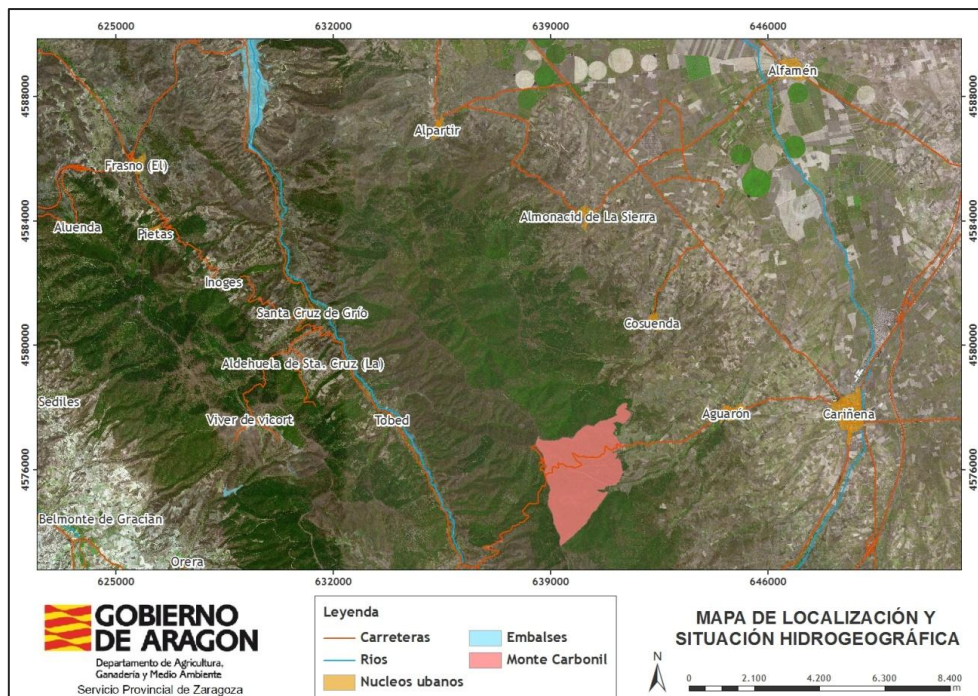 625000 632000 639000 646000
4588000 4588000
Alfamén
Alpartir
Frasno (El)
4584000 4584000
Almonacid de La Sierra
Aluenda
Pietas
Inoges
Santa Cruz de Grío
Cosuenda
4580000 4580000
Aldehuela de Sta. Cruz (La)
Sediles
Viver de vicort
Tobed
Aguarón
Cariñena
4576000 4576000
Belmonte de Gracian
Orera
625000 632000 639000 646000
GOBIERNO
DE ARAGON
Departamento de Agricultura,
Ganadería y Medio Ambiente
Servicio Provincial de Zaragoza
Leyenda
Carreteras
Rios
Nucleos ubanos
Embalses
Monte Carbonil
MAPA DE LOCALIZACIÓN Y
SITUACIÓN HIDROGEOGRÁFICA
N
0 2.100 4.200 6.300 8.400
m